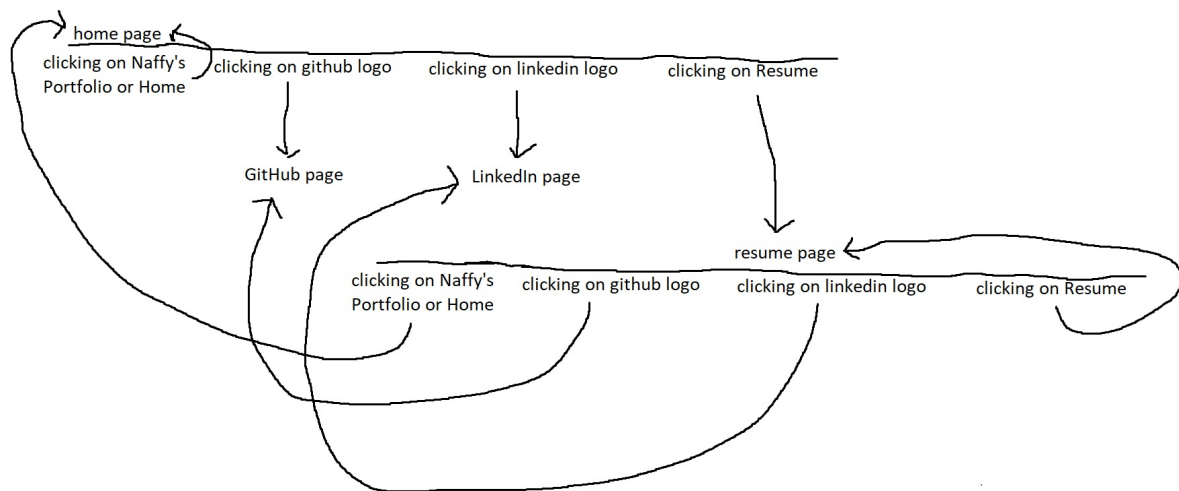 home page
clicking on Naffy's
Portfolio or Home
clicking on github logo
clicking on linkedin logo
clicking on Resume
GitHub page
LinkedIn page
resume page
clicking on Naffy's
Portfolio or Home
clicking on github logo
clicking on linkedin logo
clicking on Resume